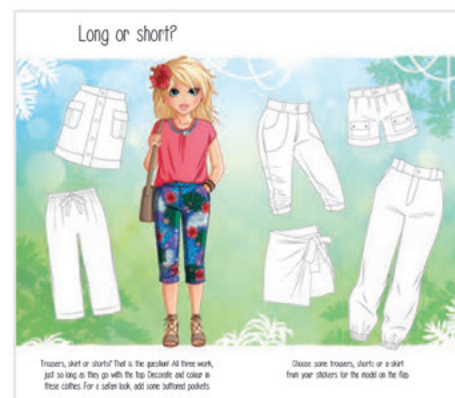 Long or short?
Trousers, skirt or shorts? That is the question! All three work,
just so long as they go with the top. Decorate and colour in
these clothes. For a safari look, add some buttoned pockets.
Choose some trousers, shorts or a skirt
from your stickers for the model on the flap.